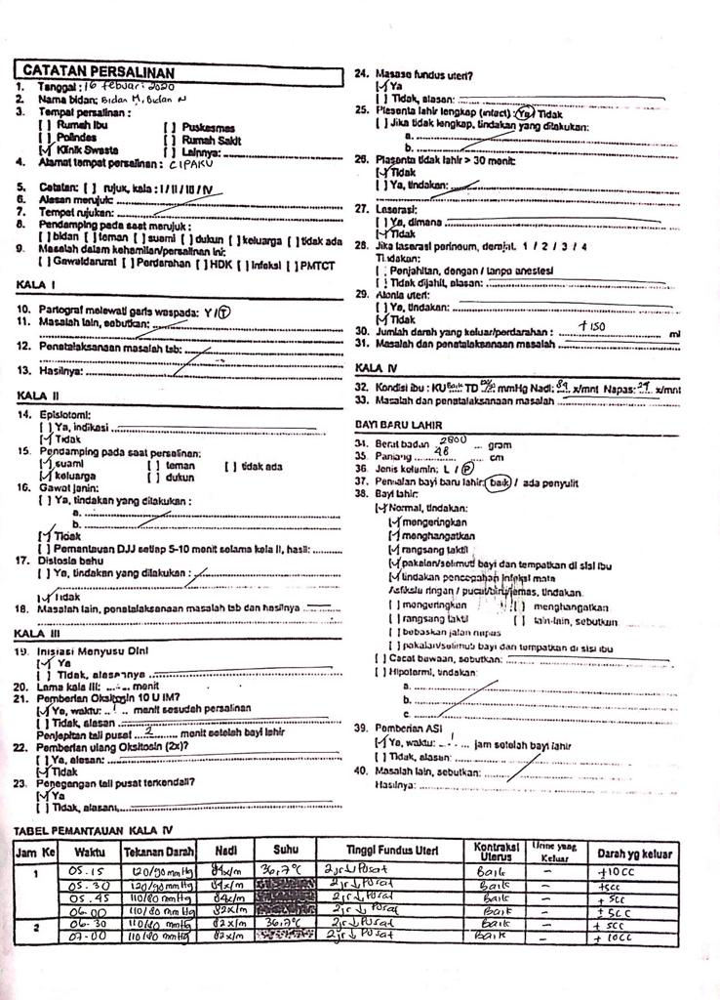 CATATAN PERSALINAN
1. Tanggal : 16 februari 2020
2. Nama bidan: Bidan M, Bidan N
3. Tempat persalinan :
[ ] Rumah Ibu [ ] Puskesmas
[ ] Polindes [ ] Rumah Sakit
[✓] Klinik Swasta [ ] Lainnya:
4. Alamat tempat persalinan : CIPAKU
5. Catatan: [ ] rujuk, kala : I / II / III / IV
6. Alasan merujuk:
7. Tempat rujukan:
8. Pendamping pada saat merujuk :
[ ] bidan [ ] teman [ ] suami [ ] dukun [ ] keluarga [ ] tidak ada
9. Masalah dalam kehamilan/persalinan ini:
[ ] Gawatdarurat [ ] Perdarahan [ ] HDK [ ] Infeksi [ ] PMTCT
KALA I
10. Partograf melewati garis waspada: Y / T
11. Masalah lain, sebutkan:
12. Penatalaksanaan masalah tsb:
13. Hasilnya:
KALA II
14. Episiotomi:
[ ] Ya, indikasi
[✓] Tidak
15. Pendamping pada saat persalinan:
[✓] suami [ ] teman [ ] tidak ada
[✓] keluarga [ ] dukun
16. Gawat janin:
[ ] Ya, tindakan yang dilakukan :
a.
b.
[✓] Tidak
[ ] Pemantauan DJJ setiap 5-10 menit selama kala II, hasil:
17. Distosia bahu
[ ] Ya, tindakan yang dilakukan :
[✓] Tidak
18. Masalah lain, penatalaksanaan masalah tsb dan hasilnya
KALA III
19. Inisiasi Menyusu Dini
[✓] Ya
[ ] Tidak, alasannya
20. Lama kala III: menit
21. Pemberian Oksitosin 10 U IM?
[✓] Ya, waktu: 1 menit sesudah persalinan
[ ] Tidak, alasan
Penjepitan tali pusat 2 menit setelah bayi lahir
22. Pemberian ulang Oksitosin (2x)?
[ ] Ya, alasan:
[✓] Tidak
23. Penegangan tali pusat terkendali?
[✓] Ya
[ ] Tidak, alasan
24. Masase fundus uteri?
[✓] Ya
[ ] Tidak, alasan:
25. Plasenta lahir lengkap (intact) : Ya / Tidak
[ ] Jika tidak lengkap, tindakan yang dilakukan:
a.
b.
26. Plasenta tidak lahir > 30 menit:
[✓] Tidak
[ ] Ya, tindakan:
27. Laserasi:
[ ] Ya, dimana
[✓] Tidak
28. Jika laserasi perineum, derajat. 1 / 2 / 3 / 4
Tindakan:
[ ] Penjahitan, dengan / tanpa anestesi
[ ] Tidak dijahit, alasan:
29. Atonia uteri:
[ ] Ya, tindakan:
[✓] Tidak
30. Jumlah darah yang keluar/perdarahan : + 150 ml
31. Masalah dan penatalaksanaan masalah
KALA IV
32. Kondisi ibu : KU Baik TD mmHg Nadi: 84 x/mnt Napas: x/mnt
33. Masalah dan penatalaksanaan masalah
BAYI BARU LAHIR
34. Berat badan 2800 gram
35. Panjang 48 cm
36. Jenis kelamin: L / P
37. Penilaian bayi baru lahir: baik / ada penyulit
38. Bayi lahir:
[✓] Normal, tindakan:
[✓] mengeringkan
[✓] menghangatkan
[✓] rangsang taktil
[✓] pakaian/selimuti bayi dan tempatkan di sisi ibu
[✓] tindakan pencegahan infeksi mata
Asfiksia ringan / pucat/biru/lemas, tindakan.
[ ] mengeringkan [ ] menghangatkan
[ ] rangsang taktil [ ] lain-lain, sebutkan
[ ] bebaskan jalan napas
[ ] pakaian/selimuti bayi dan tempatkan di sisi ibu
[ ] Cacat bawaan, sebutkan:
[ ] Hipotermi, tindakan:
a.
b.
c.
39. Pemberian ASI
[✓] Ya, waktu: 1 jam setelah bayi lahir
[ ] Tidak, alasan:
40. Masalah lain, sebutkan:
Hasilnya:
TABEL PEMANTAUAN KALA IV
Jam Ke Waktu Tekanan Darah Nadi Suhu Tinggi Fundus Uteri Kontraksi Uterus Urine yang Keluar Darah yg keluar
1 05.15 120/90 mmHg 84x/m 36,7°C 2jr↓Pusat Baik – +10CC
05.30 120/90 mmHg 84x/m 2jr↓Pusat Baik – +5cc
05.45 110/80 mmHg 84x/m 2jr↓Pusat Baik – ±5CC
06.00 110/80 mmHg 82x/m 2jr↓Pusat Baik – ±5CC
2 06-30 110/80 mmHg 82x/m 36,7°C 2jr↓Pusat Baik – ± 5CC
07-00 110/80 mmHg 82x/m 2jr↓Pusat Baik – ± 10CC